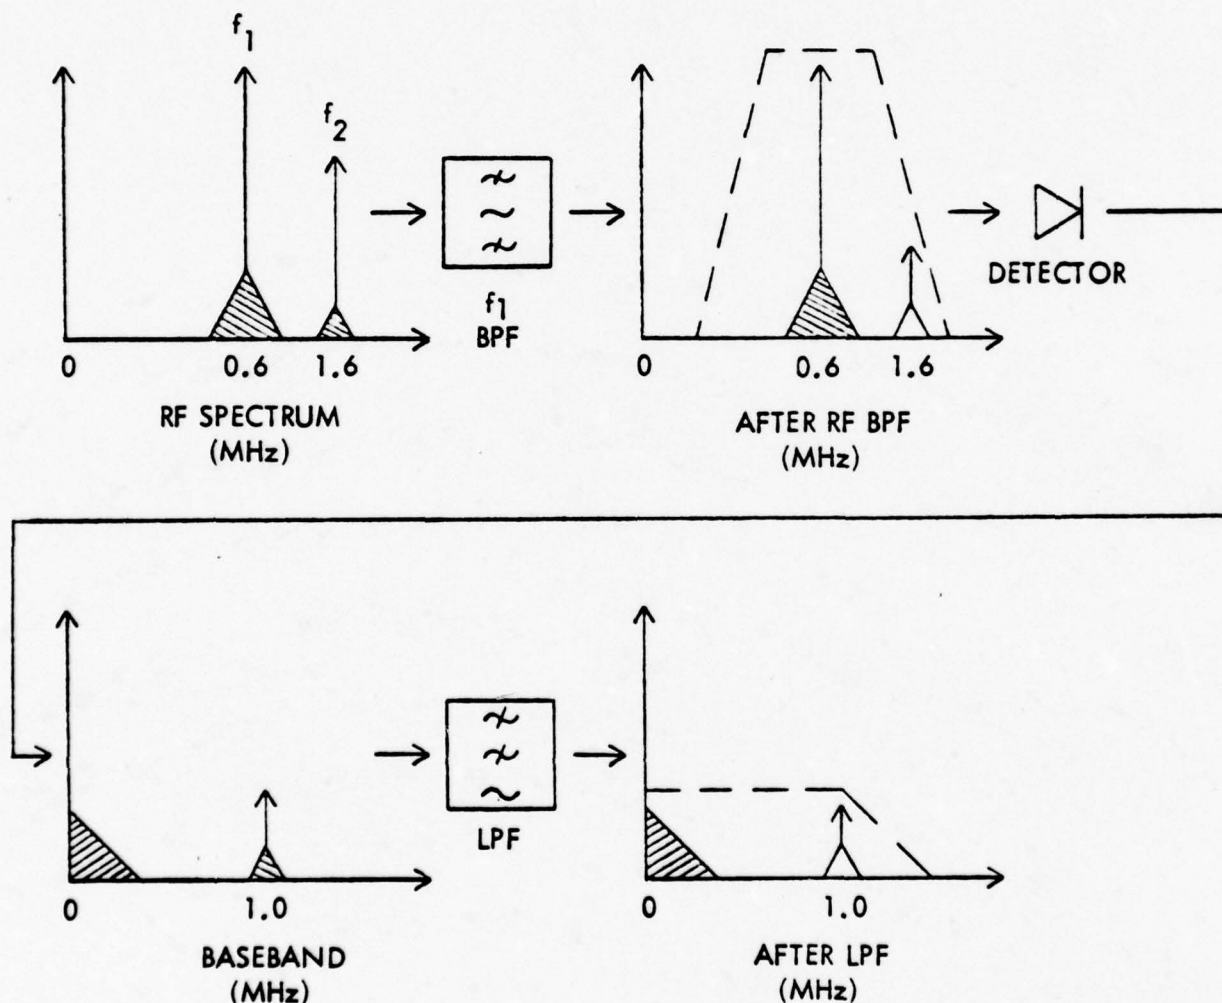 f1
f2
0 0.6 1.6
RF SPECTRUM
(MHz)
f1
BPF
0 0.6 1.6
AFTER RF BPF
(MHz)
DETECTOR
0 1.0
BASEBAND
(MHz)
LPF
0 1.0
AFTER LPF
(MHz)